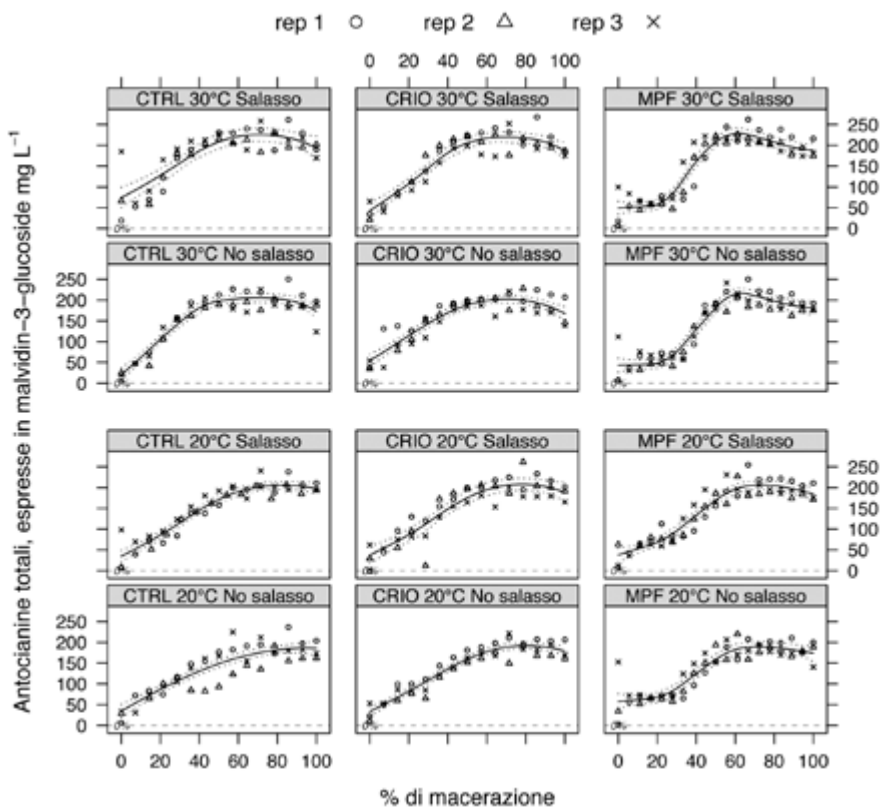 rep 1 rep 2 rep 3
0 20 40 60 80 100
CTRL 30°C Salasso CRIO 30°C Salasso MPF 30°C Salasso
250
200
150
100
50
0
CTRL 30°C No salasso CRIO 30°C No salasso MPF 30°C No salasso
250
200
150
100
50
0
CTRL 20°C Salasso CRIO 20°C Salasso MPF 20°C Salasso
250
200
150
100
50
0
CTRL 20°C No salasso CRIO 20°C No salasso MPF 20°C No salasso
250
200
150
100
50
0
0 20 40 60 80 100 0 20 40 60 80 100
% di macerazione
Antocianine totali, espresse in malvidin−3−glucoside mg L−1